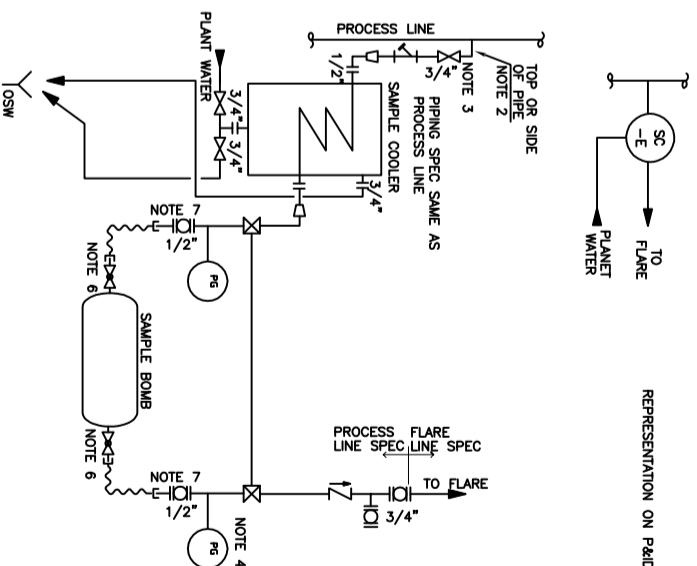 PROCESS LINE
TOP OR SIDE
OF PIPE
NOTE 2
NOTE 3
3/4"
1/2"
PLANT WATER
3/4"
3/4"
SAMPLE COOLER
PIPING SPEC SAME AS
PROCESS LINE
3/4"
OSW
SC
-E
TO
FLARE
PLANET
WATER
REPRESENTATION ON P&ID
NOTE 7
1/2"
PG
NOTE 6
SAMPLE BOMB
NOTE 6
NOTE 7
1/2"
PG
NOTE 4
PROCESS FLARE
LINE SPEC LINE SPEC
TO FLARE
3/4"